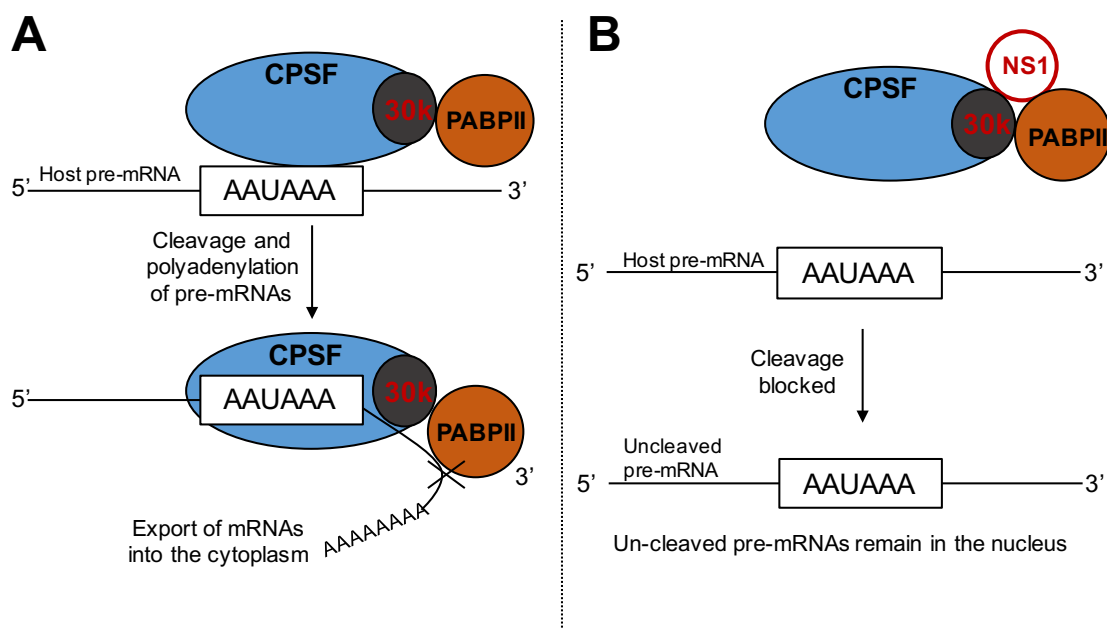 A
CPSF
30k
PABPII
5’
Host pre-mRNA
AAUAAA
3’
Cleavage and
polyadenylation
of pre-mRNAs
CPSF
5’
AAUAAA
30k
PABPII
3’
Export of mRNAs
into the cytoplasm
AAAAAAAA
B
NS1
CPSF
30k
PABPII
5’
Host pre-mRNA
AAUAAA
3’
Cleavage
blocked
Uncleaved
pre-mRNA
5’
AAUAAA
3’
Un-cleaved pre-mRNAs remain in the nucleus